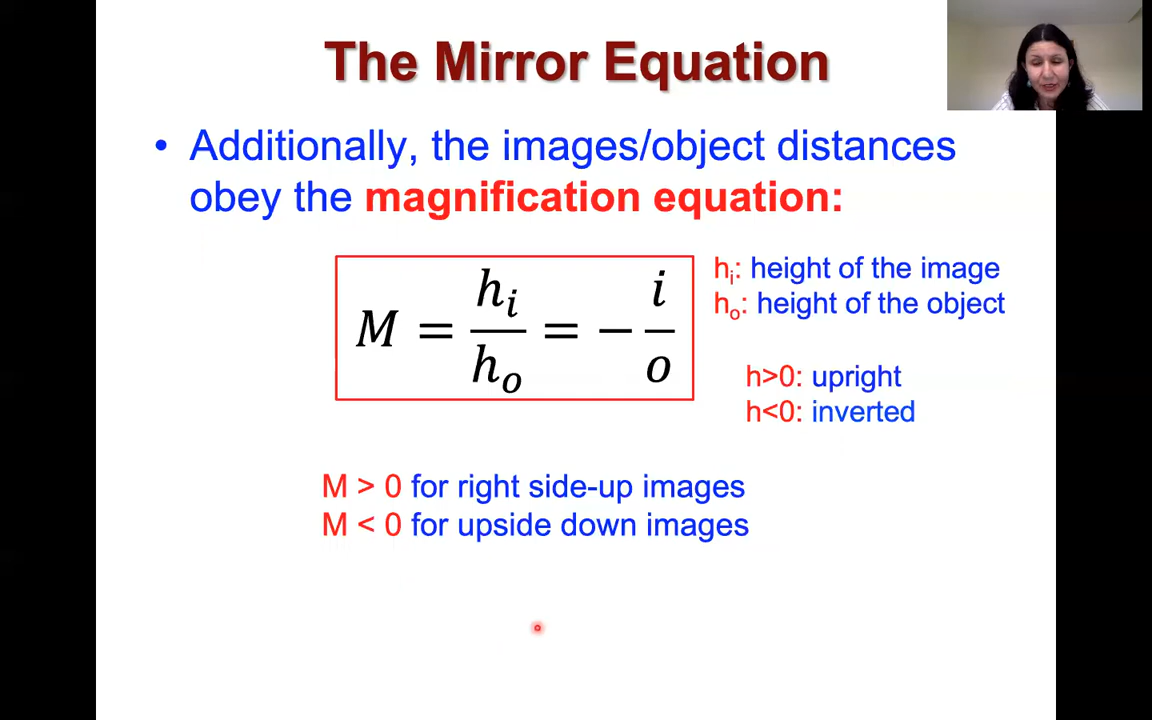 The Mirror Equation
• Additionally, the images/object distances
obey the magnification equation:
M = hᵢ/hₒ = − i/o
hᵢ: height of the image
hₒ: height of the object
h>0: upright
h<0: inverted
M > 0 for right side-up images
M < 0 for upside down images